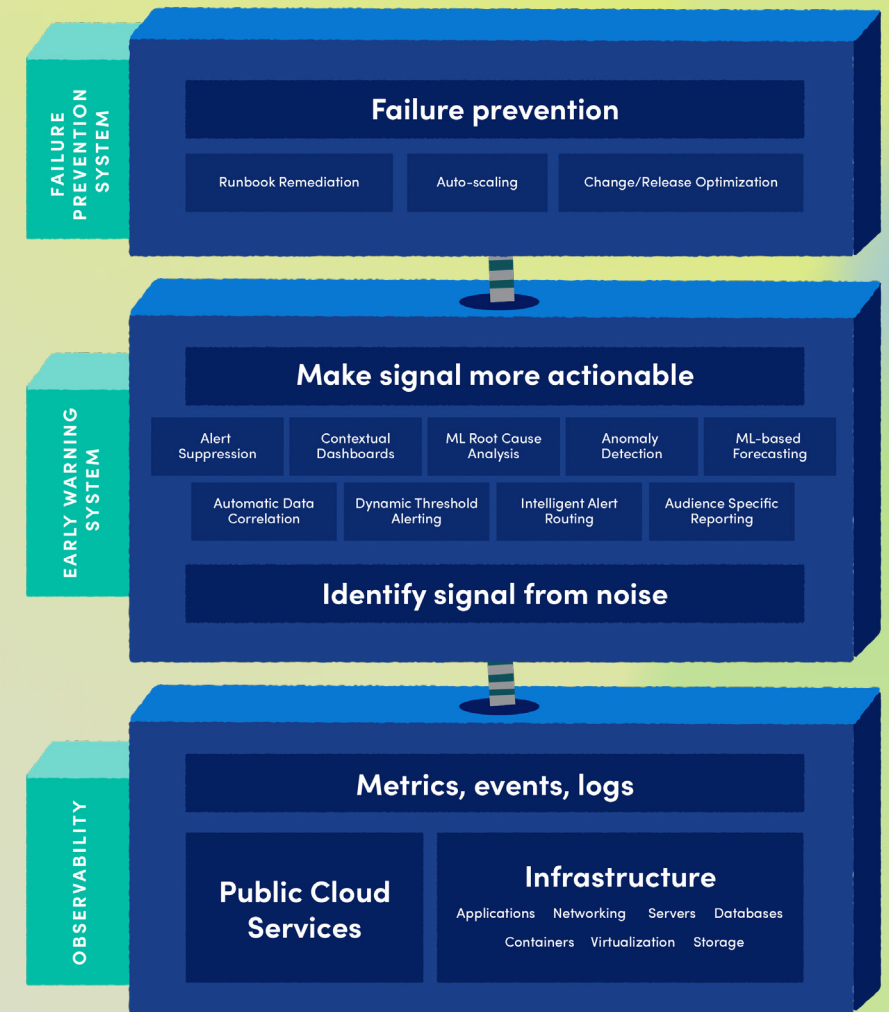 FAILURE
PREVENTION
SYSTEM
Failure prevention
Runbook Remediation
Auto-scaling
Change/Release Optimization
EARLY WARNING
SYSTEM
Make signal more actionable
Alert
Suppression
Contextual
Dashboards
ML Root Cause
Analysis
Anomaly
Detection
ML-based
Forecasting
Automatic Data
Correlation
Dynamic Threshold
Alerting
Intelligent Alert
Routing
Audience Specific
Reporting
Identify signal from noise
OBSERVABILITY
Metrics, events, logs
Public Cloud
Services
Infrastructure
Applications Networking Servers Databases
Containers Virtualization Storage